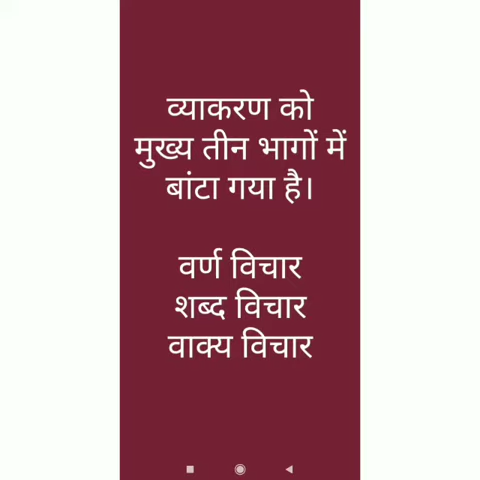 व्याकरण को
मुख्य तीन भागों में
बांटा गया है।
वर्ण विचार
शब्द विचार
वाक्य विचार